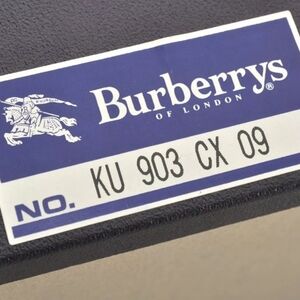 Burberrys®
OF LONDON
NO. KU 903 CX 09